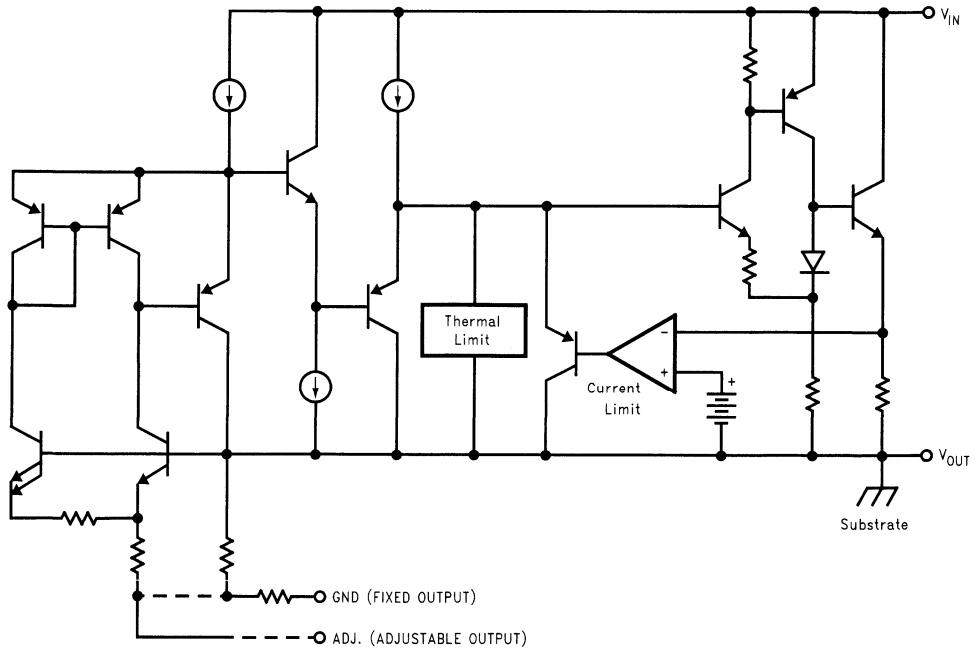 V_IN
Thermal
Limit
−
+
+
Current
Limit
V_OUT
Substrate
GND (FIXED OUTPUT)
ADJ. (ADJUSTABLE OUTPUT)